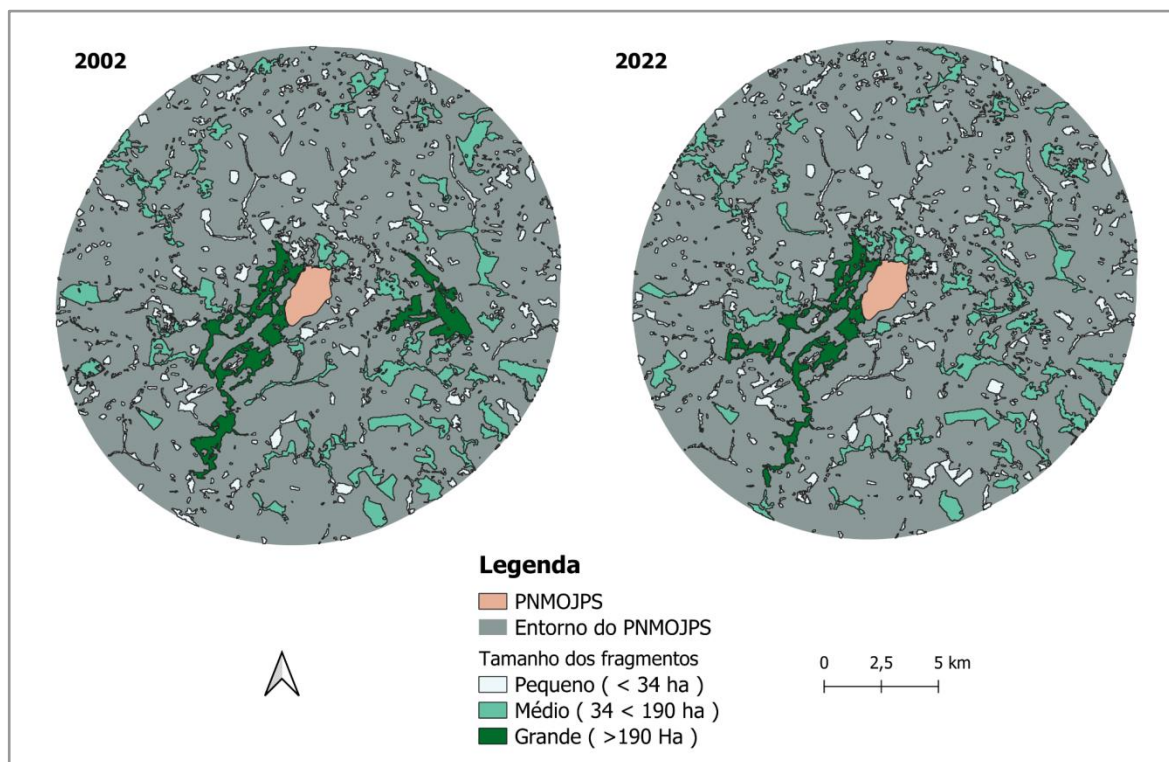 2002
2022
Legenda
PNMOJPS
Entorno do PNMOJPS
Tamanho dos fragmentos
Pequeno ( < 34 ha )
Médio ( 34 < 190 ha )
Grande ( >190 Ha )
0 2,5 5 km